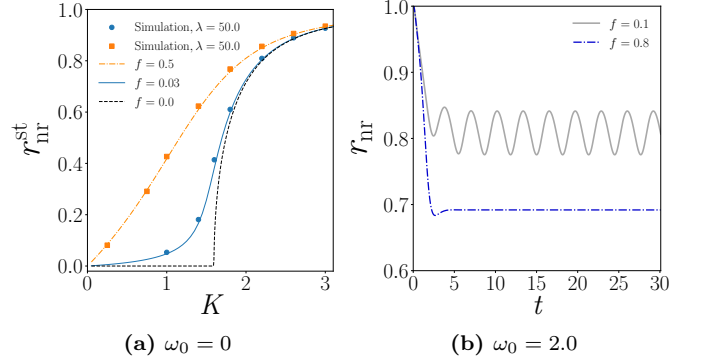 1.0
0.8
0.6
0.4
0.2
0.0
r_nr^st
Simulation, λ = 50.0
Simulation, λ = 50.0
f = 0.5
f = 0.03
f = 0.0
0 1 2 3
K
(a) ω₀ = 0
1.0
0.9
0.8
0.7
0.6
r_nr
f = 0.1
f = 0.8
0 5 10 15 20 25 30
t
(b) ω₀ = 2.0